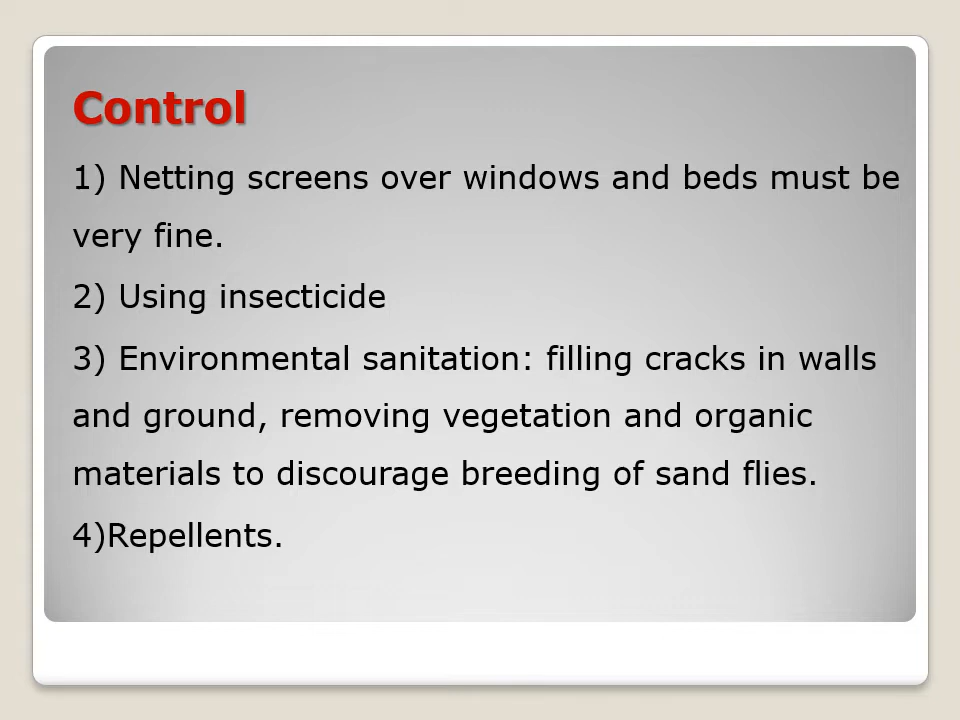 Control
1) Netting screens over windows and beds must be
very fine.
2) Using insecticide
3) Environmental sanitation: filling cracks in walls
and ground, removing vegetation and organic
materials to discourage breeding of sand flies.
4)Repellents.